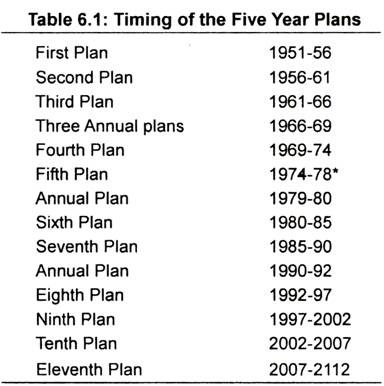 Table 6.1: Timing of the Five Year Plans
First Plan 1951-56
Second Plan 1956-61
Third Plan 1961-66
Three Annual plans 1966-69
Fourth Plan 1969-74
Fifth Plan 1974-78*
Annual Plan 1979-80
Sixth Plan 1980-85
Seventh Plan 1985-90
Annual Plan 1990-92
Eighth Plan 1992-97
Ninth Plan 1997-2002
Tenth Plan 2002-2007
Eleventh Plan 2007-2112